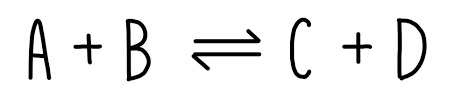 A + B ⇌ C + D